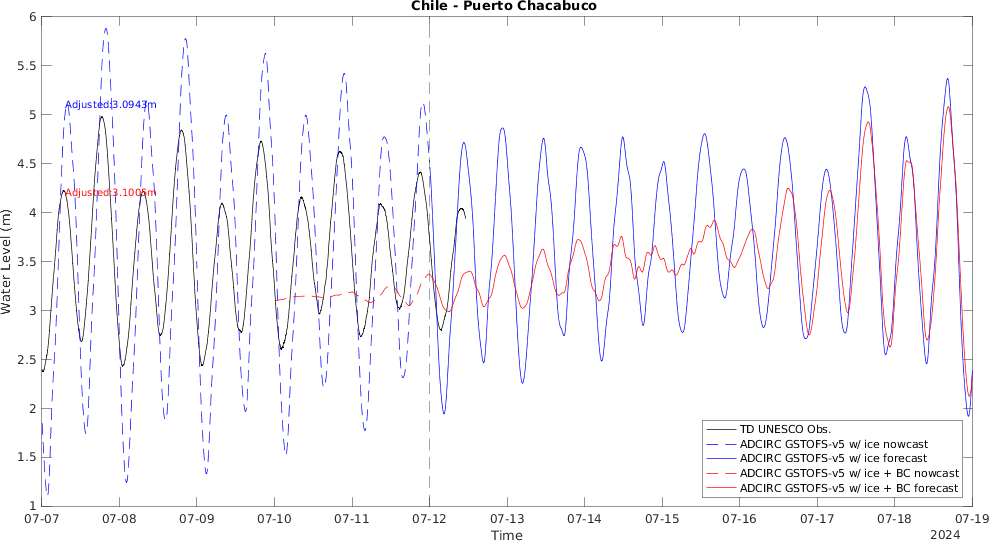 Chile - Puerto Chacabuco
Water Level (m)
6
5.5
5
4.5
4
3.5
3
2.5
2
1.5
1
Adjusted:3.0943m
Adjusted:3.1005m
TD UNESCO Obs.
ADCIRC GSTOFS-v5 w/ ice nowcast
ADCIRC GSTOFS-v5 w/ ice forecast
ADCIRC GSTOFS-v5 w/ ice + BC nowcast
ADCIRC GSTOFS-v5 w/ ice + BC forecast
07-07 07-08 07-09 07-10 07-11 07-12 07-13 07-14 07-15 07-16 07-17 07-18 07-19
Time
2024